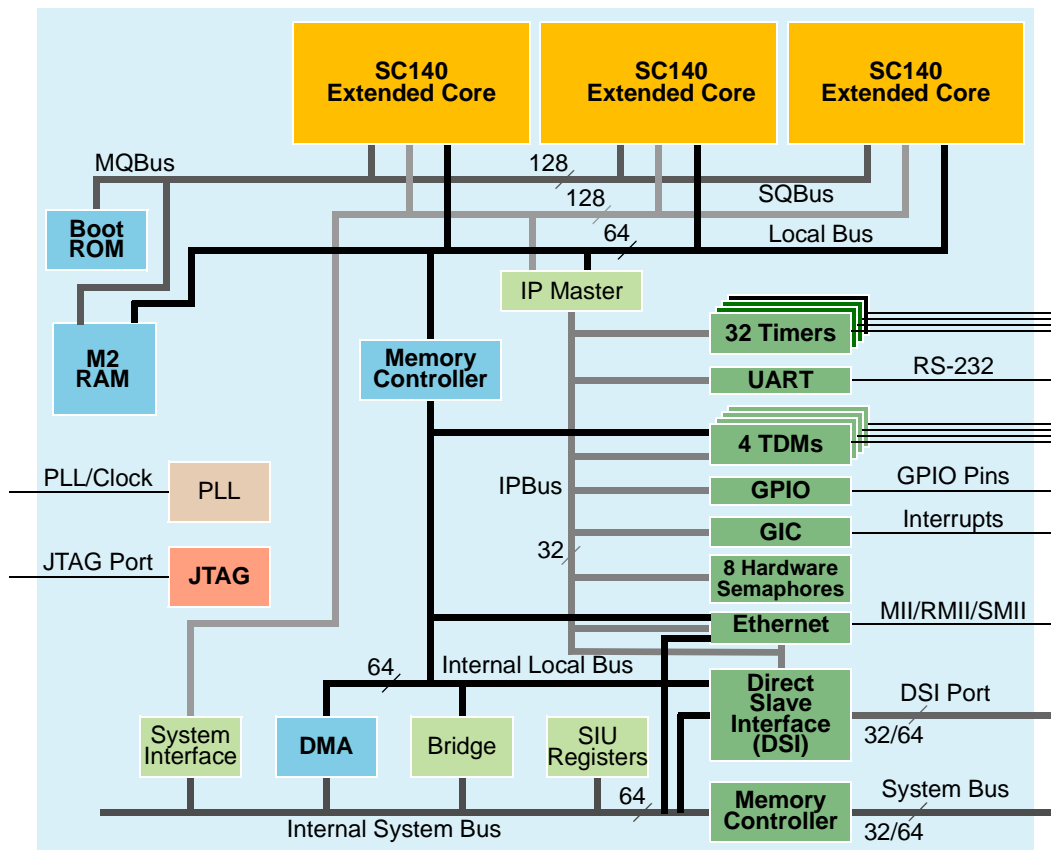 SC140
Extended Core
SC140
Extended Core
SC140
Extended Core
MQBus
128
SQBus
128
64
Local Bus
Boot
ROM
IP Master
M2
RAM
Memory
Controller
32 Timers
UART
RS-232
4 TDMs
PLL/Clock
PLL
IPBus
GPIO
GPIO Pins
GIC
Interrupts
32
JTAG Port
JTAG
8 Hardware
Semaphores
Ethernet
MII/RMII/SMII
64
Internal Local Bus
Direct
Slave
Interface
(DSI)
DSI Port
32/64
System
Interface
DMA
Bridge
SIU
Registers
64
Internal System Bus
Memory
Controller
System Bus
32/64